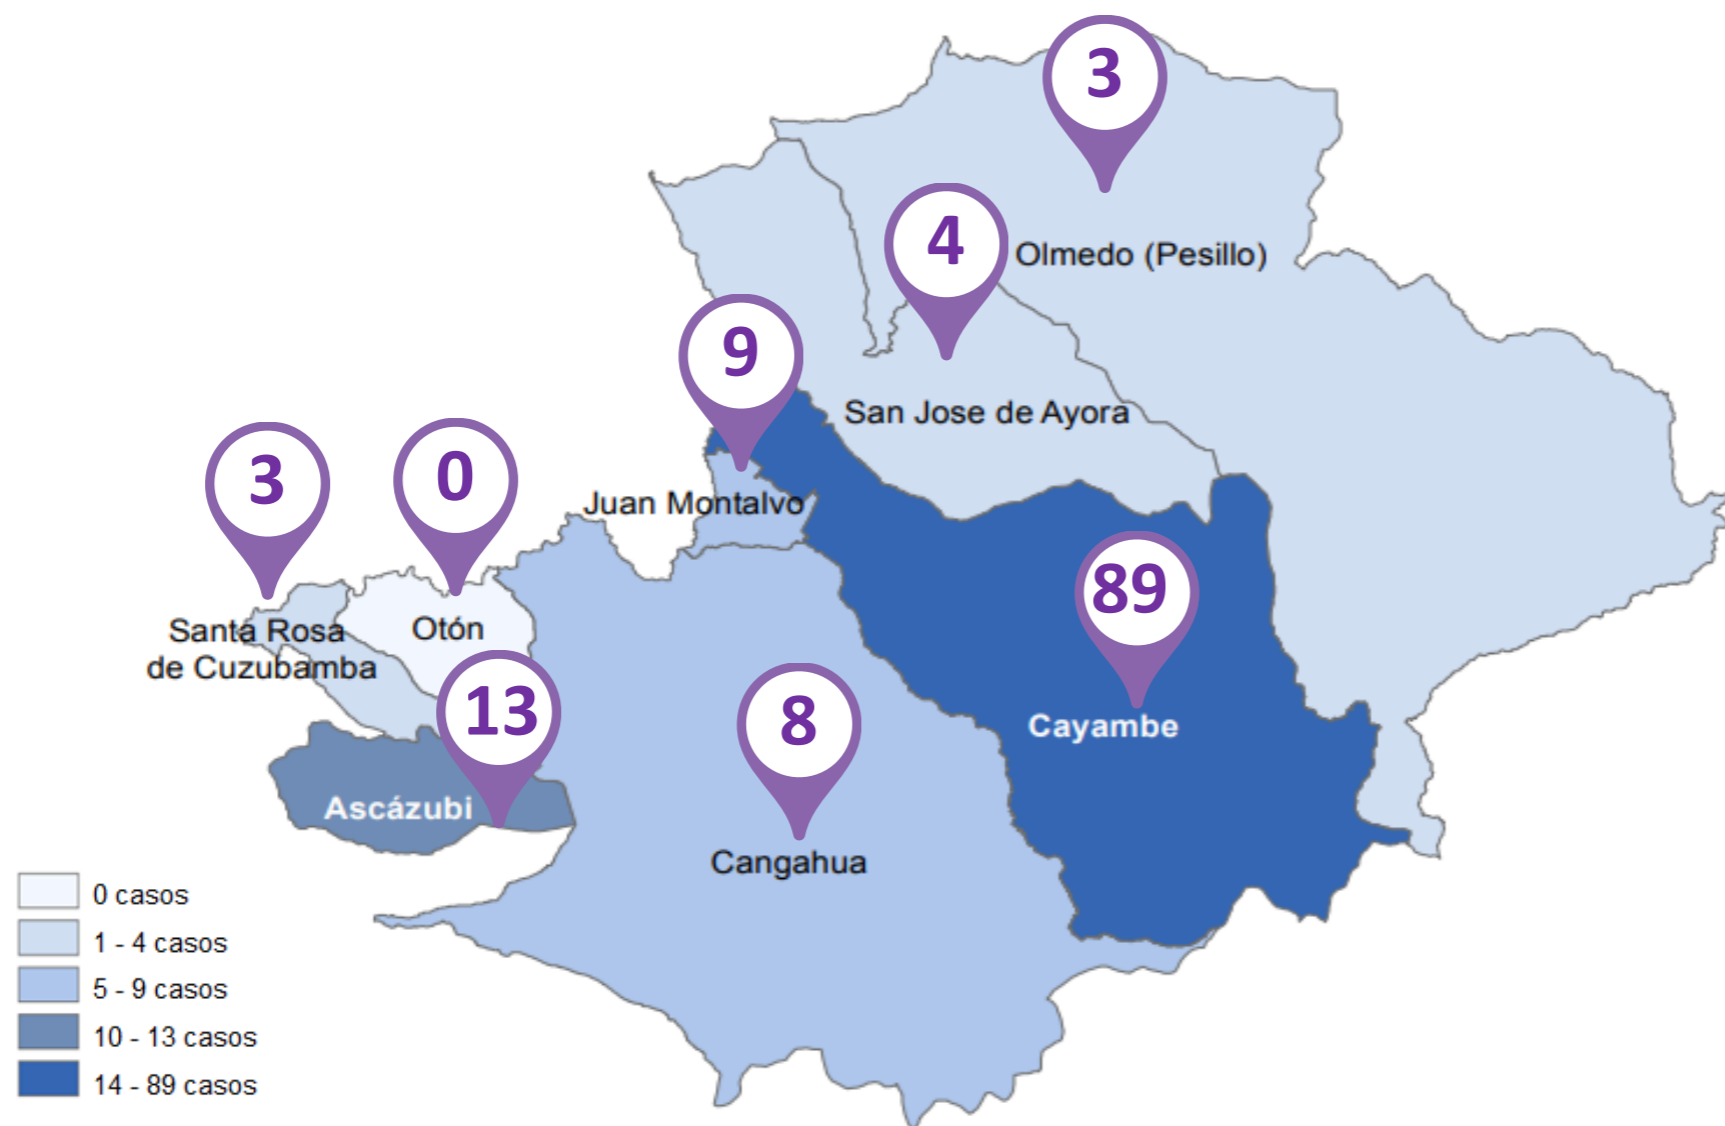 3
4
Olmedo (Pesillo)
9
San Jose de Ayora
3
0
Juan Montalvo
89
Santa Rosa
de Cuzubamba
Otón
13
8
Cayambe
Ascázubi
Cangahua
0 casos
1 - 4 casos
5 - 9 casos
10 - 13 casos
14 - 89 casos